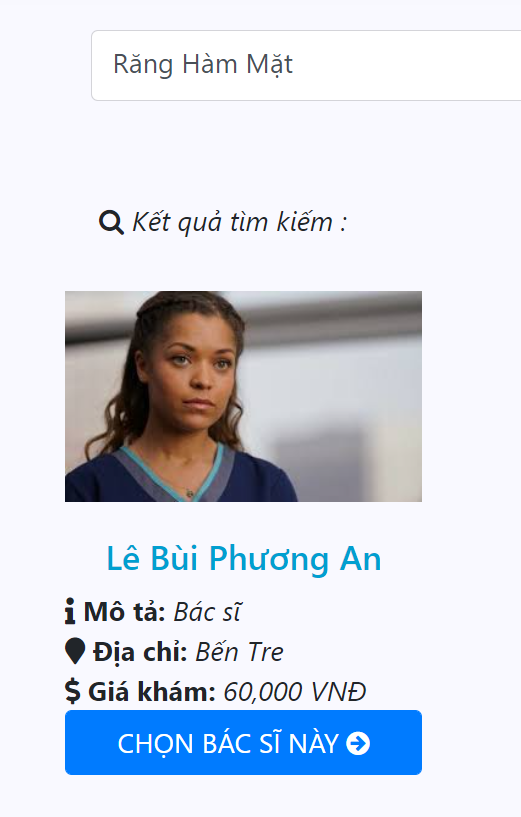 Răng Hàm Mặt
Kết quả tìm kiếm :
Lê Bùi Phương An
Mô tả: Bác sĩ
Địa chỉ: Bến Tre
Giá khám: 60,000 VNĐ
CHỌN BÁC SĨ NÀY